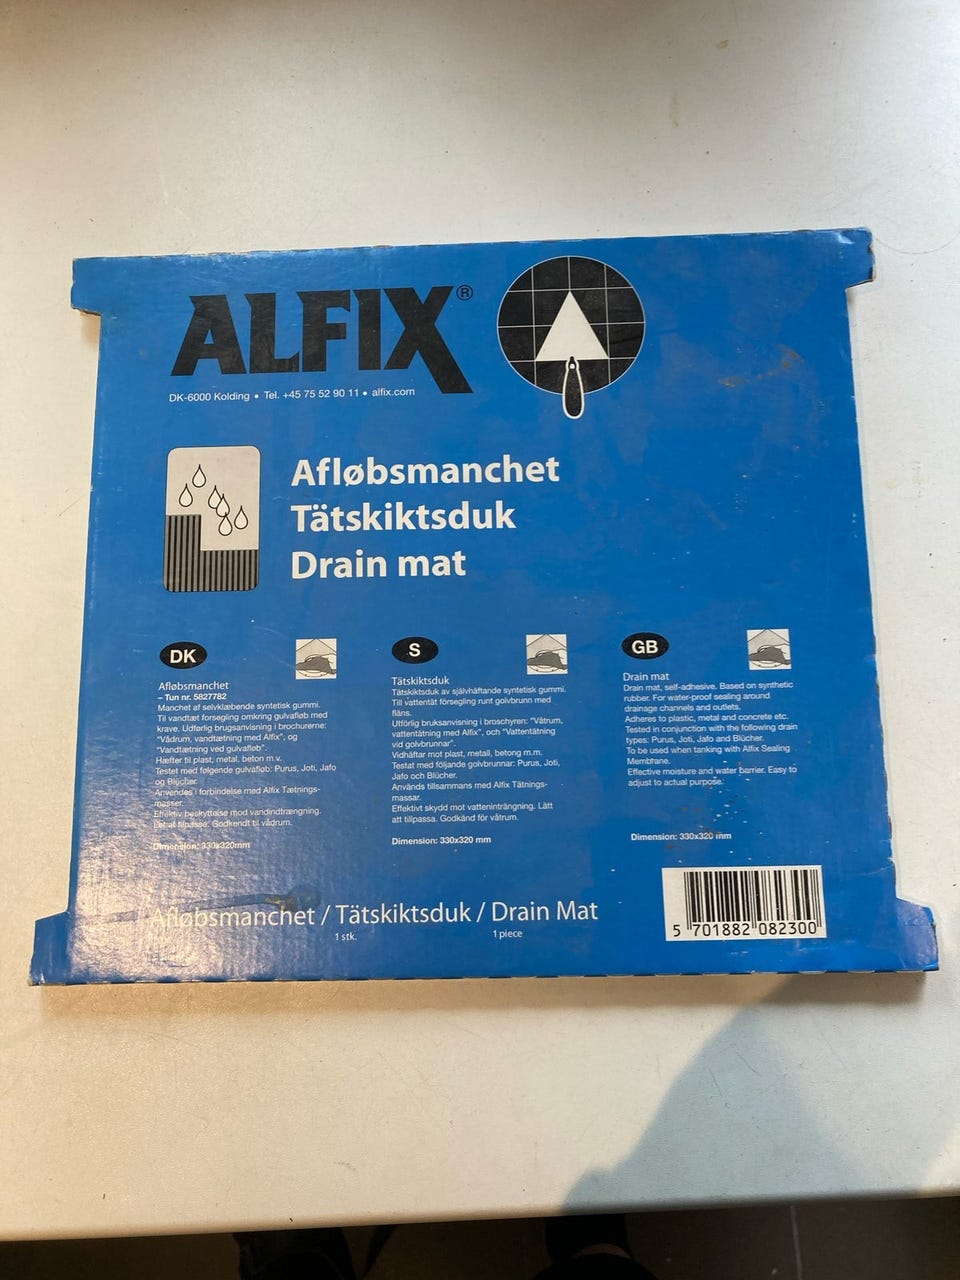 ALFIX®
DK-6000 Kolding • Tel. +45 75 52 90 11 • alfix.com
Afløbsmanchet
Tätskiktsduk
Drain mat
DK
Afløbsmanchet
– Tun nr. 5827782
Manchet af selvklæbende syntetisk gummi.
Til vandtæt forsegling omkring gulvafløb med
krave. Udførlig brugsanvisning i brochurerne:
"Vådrum, vandtætning med Alfix", og
"Vandtætning ved gulvafløb".
Hæfter til plast, metal, beton m.v.
Testet med følgende gulvafløb: Purus, Joti, Jafo
og Blücher.
Anvendes i forbindelse med Alfix Tætnings-
masser.
Effektiv beskyttelse mod vandindtrængning.
Let at tilpasse. Godkendt til vådrum.
Dimension: 330x320mm
S
Tätskiktsduk
Tätskiktsduk av självhäftande syntetisk gummi.
Till vattentät försegling runt golvbrunn med
fläns.
Utförlig bruksanvisning i broschyren: "Våtrum,
vattentätning med Alfix", och "Vattentätning
vid golvbrunnar".
Vidhäftar mot plast, metall, betong m.m.
Testat med följande golvbrunnar: Purus, Joti,
Jafo och Blücher.
Används tillsammans med Alfix Tätnings-
massar.
Effektivt skydd mot vatteninträngning. Lätt
att tillpassa. Godkänd för våtrum.
Dimension: 330x320 mm
GB
Drain mat
Drain mat, self-adhesive. Based on synthetic
rubber. For water-proof sealing around
drainage channels and outlets.
Adheres to plastic, metal and concrete etc.
Tested in conjunction with the following drain
types: Purus, Joti, Jafo and Blücher.
To be used when tanking with Alfix Sealing
Membrane.
Effective moisture and water barrier. Easy to
adjust to actual purpose.
Dimension: 330x320 mm
Afløbsmanchet / Tätskiktsduk / Drain Mat
1 stk. 1 piece
5 701882 082300